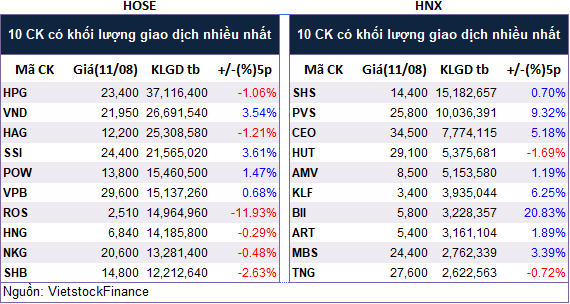 HOSE HNX
10 CK có khối lượng giao dịch nhiều nhất 10 CK có khối lượng giao dịch nhiều nhất
Mã CK Giá(11/08) KLGD tb +/-(%)5p Mã CK Giá(11/08) KLGD tb +/-(%)5p
HPG 23,400 37,116,400 -1.06% SHS 14,400 15,182,657 0.70%
VND 21,950 26,691,540 3.54% PVS 25,800 10,036,391 9.32%
HAG 12,200 25,308,580 -1.21% CEO 34,500 7,774,115 5.18%
SSI 24,400 21,565,020 3.61% HUT 29,100 5,375,681 -1.69%
POW 13,800 15,460,500 1.47% AMV 8,500 5,153,580 1.19%
VPB 29,600 15,137,260 0.68% KLF 3,400 3,935,044 6.25%
ROS 2,510 14,964,960 -11.93% BII 5,800 3,228,357 20.83%
HNG 6,840 14,185,800 -0.29% ART 5,400 3,161,104 1.89%
NKG 20,600 13,281,400 -0.48% MBS 24,400 2,762,339 3.39%
SHB 14,800 12,212,640 -2.63% TNG 27,600 2,622,563 -0.72%
Nguồn: VietstockFinance